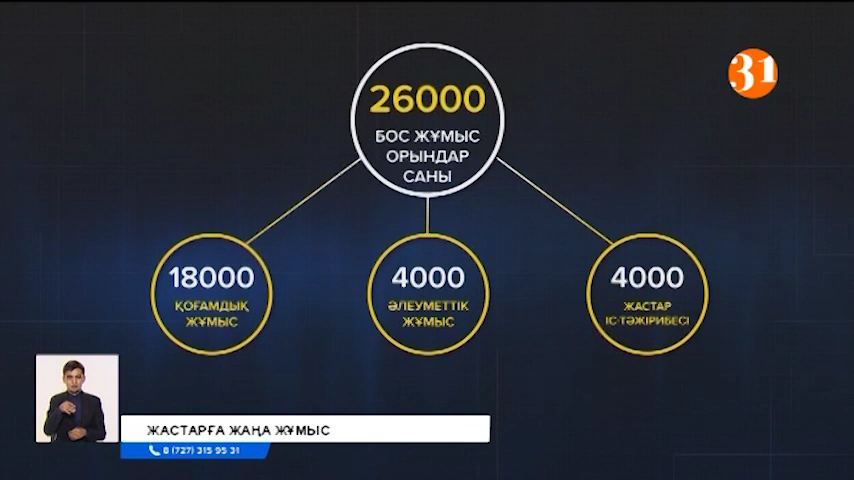 31
26000
БОС ЖҰМЫС
ОРЫНДАР
САНЫ
18000
ҚОҒАМДЫҚ
ЖҰМЫС
4000
ӘЛЕУМЕТТІК
ЖҰМЫС
4000
ЖАСТАР
ІС-ТӘЖІРИБЕСІ
ЖАСТАРҒА ЖАҢА ЖҰМЫС
8 (727) 315 95 31